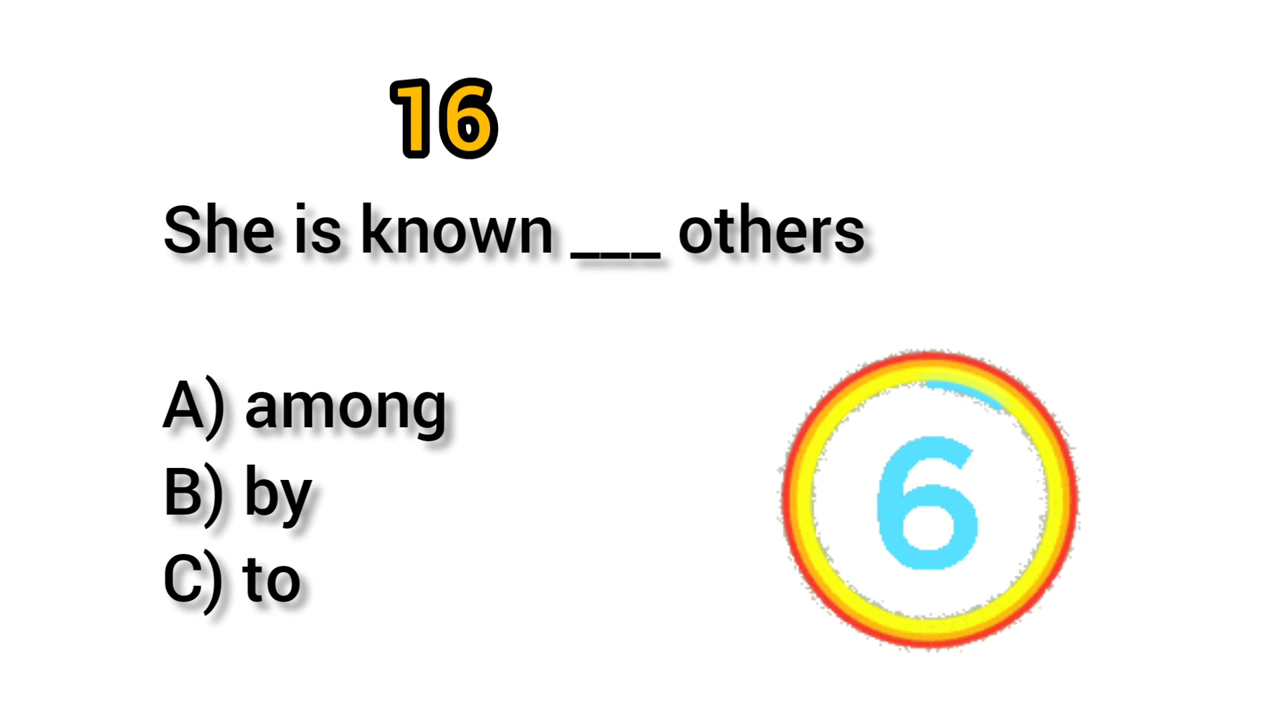 16
She is known ___ others
A) among
B) by
C) to
6